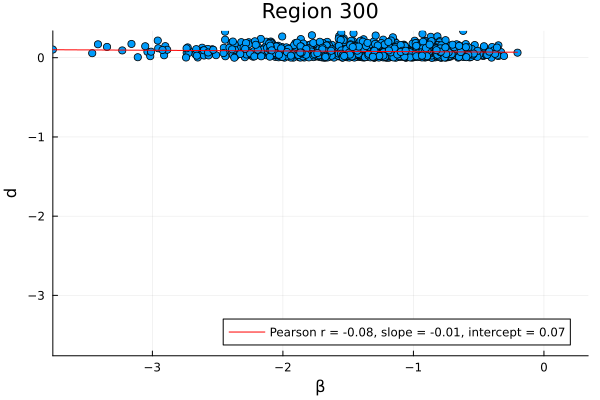 Region 300
d
0
−1
−2
−3
−3
−2
−1
0
β
Pearson r = -0.08, slope = -0.01, intercept = 0.07